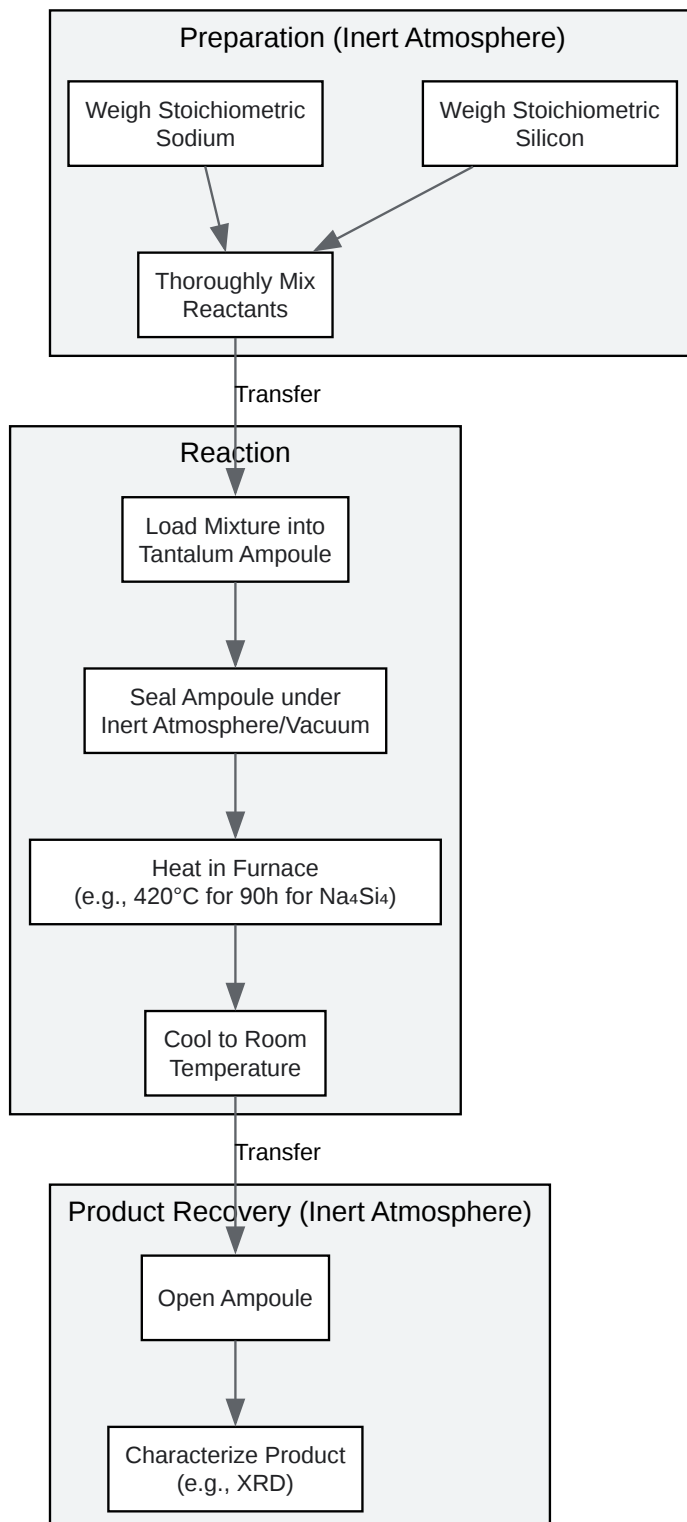 Preparation (Inert Atmosphere)
Weigh Stoichiometric
Sodium
Weigh Stoichiometric
Silicon
Thoroughly Mix
Reactants
Transfer
Reaction
Load Mixture into
Tantalum Ampoule
Seal Ampoule under
Inert Atmosphere/Vacuum
Heat in Furnace
(e.g., 420°C for 90h for Na₄Si₄)
Cool to Room
Temperature
Transfer
Product Recovery (Inert Atmosphere)
Open Ampoule
Characterize Product
(e.g., XRD)